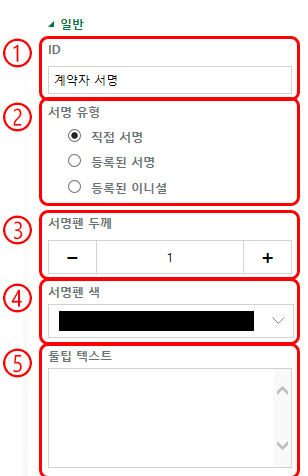 일반
① ID
계약자 서명
② 서명 유형
직접 서명
등록된 서명
등록된 이니셜
③ 서명펜 두께
− 1 +
④ 서명펜 색
⑤ 툴팁 텍스트